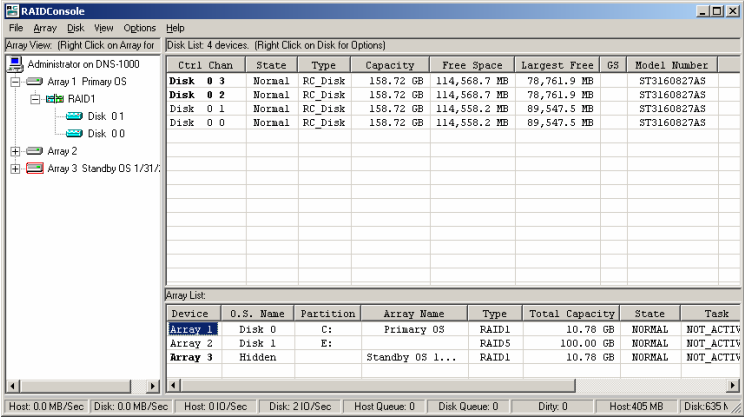 RAIDConsole
File Array Disk View Options Help
Array View: (Right Click on Array for
Disk List: 4 devices. (Right Click on Disk for Options)
Administrator on DNS-1000
Array 1 Primary OS
RAID1
Disk 0 1
Disk 0 0
Array 2
Array 3 Standby OS 1/31/
Ctrl Chan State Type Capacity Free Space Largest Free GS Model Number
Disk 0 3 Normal RC_Disk 158.72 GB 114,568.7 MB 78,761.9 MB ST3160827AS
Disk 0 2 Normal RC_Disk 158.72 GB 114,568.7 MB 78,761.9 MB ST3160827AS
Disk 0 1 Normal RC_Disk 158.72 GB 114,558.2 MB 89,547.5 MB ST3160827AS
Disk 0 0 Normal RC_Disk 158.72 GB 114,558.2 MB 89,547.5 MB ST3160827AS
Array List:
Device O.S. Name Partition Array Name Type Total Capacity State Task
Array 1 Disk 0 C: Primary OS RAID1 10.78 GB NORMAL NOT_ACTIV
Array 2 Disk 1 E: RAID5 100.00 GB NORMAL NOT_ACTIV
Array 3 Hidden Standby OS 1... RAID1 10.78 GB NORMAL NOT_ACTIV
Host: 0.0 MB/Sec Disk: 0.0 MB/Sec Host: 0 IO/Sec Disk: 2 IO/Sec Host Queue: 0 Disk Queue: 0 Dirty: 0 Host:405 MB Disk:635 M